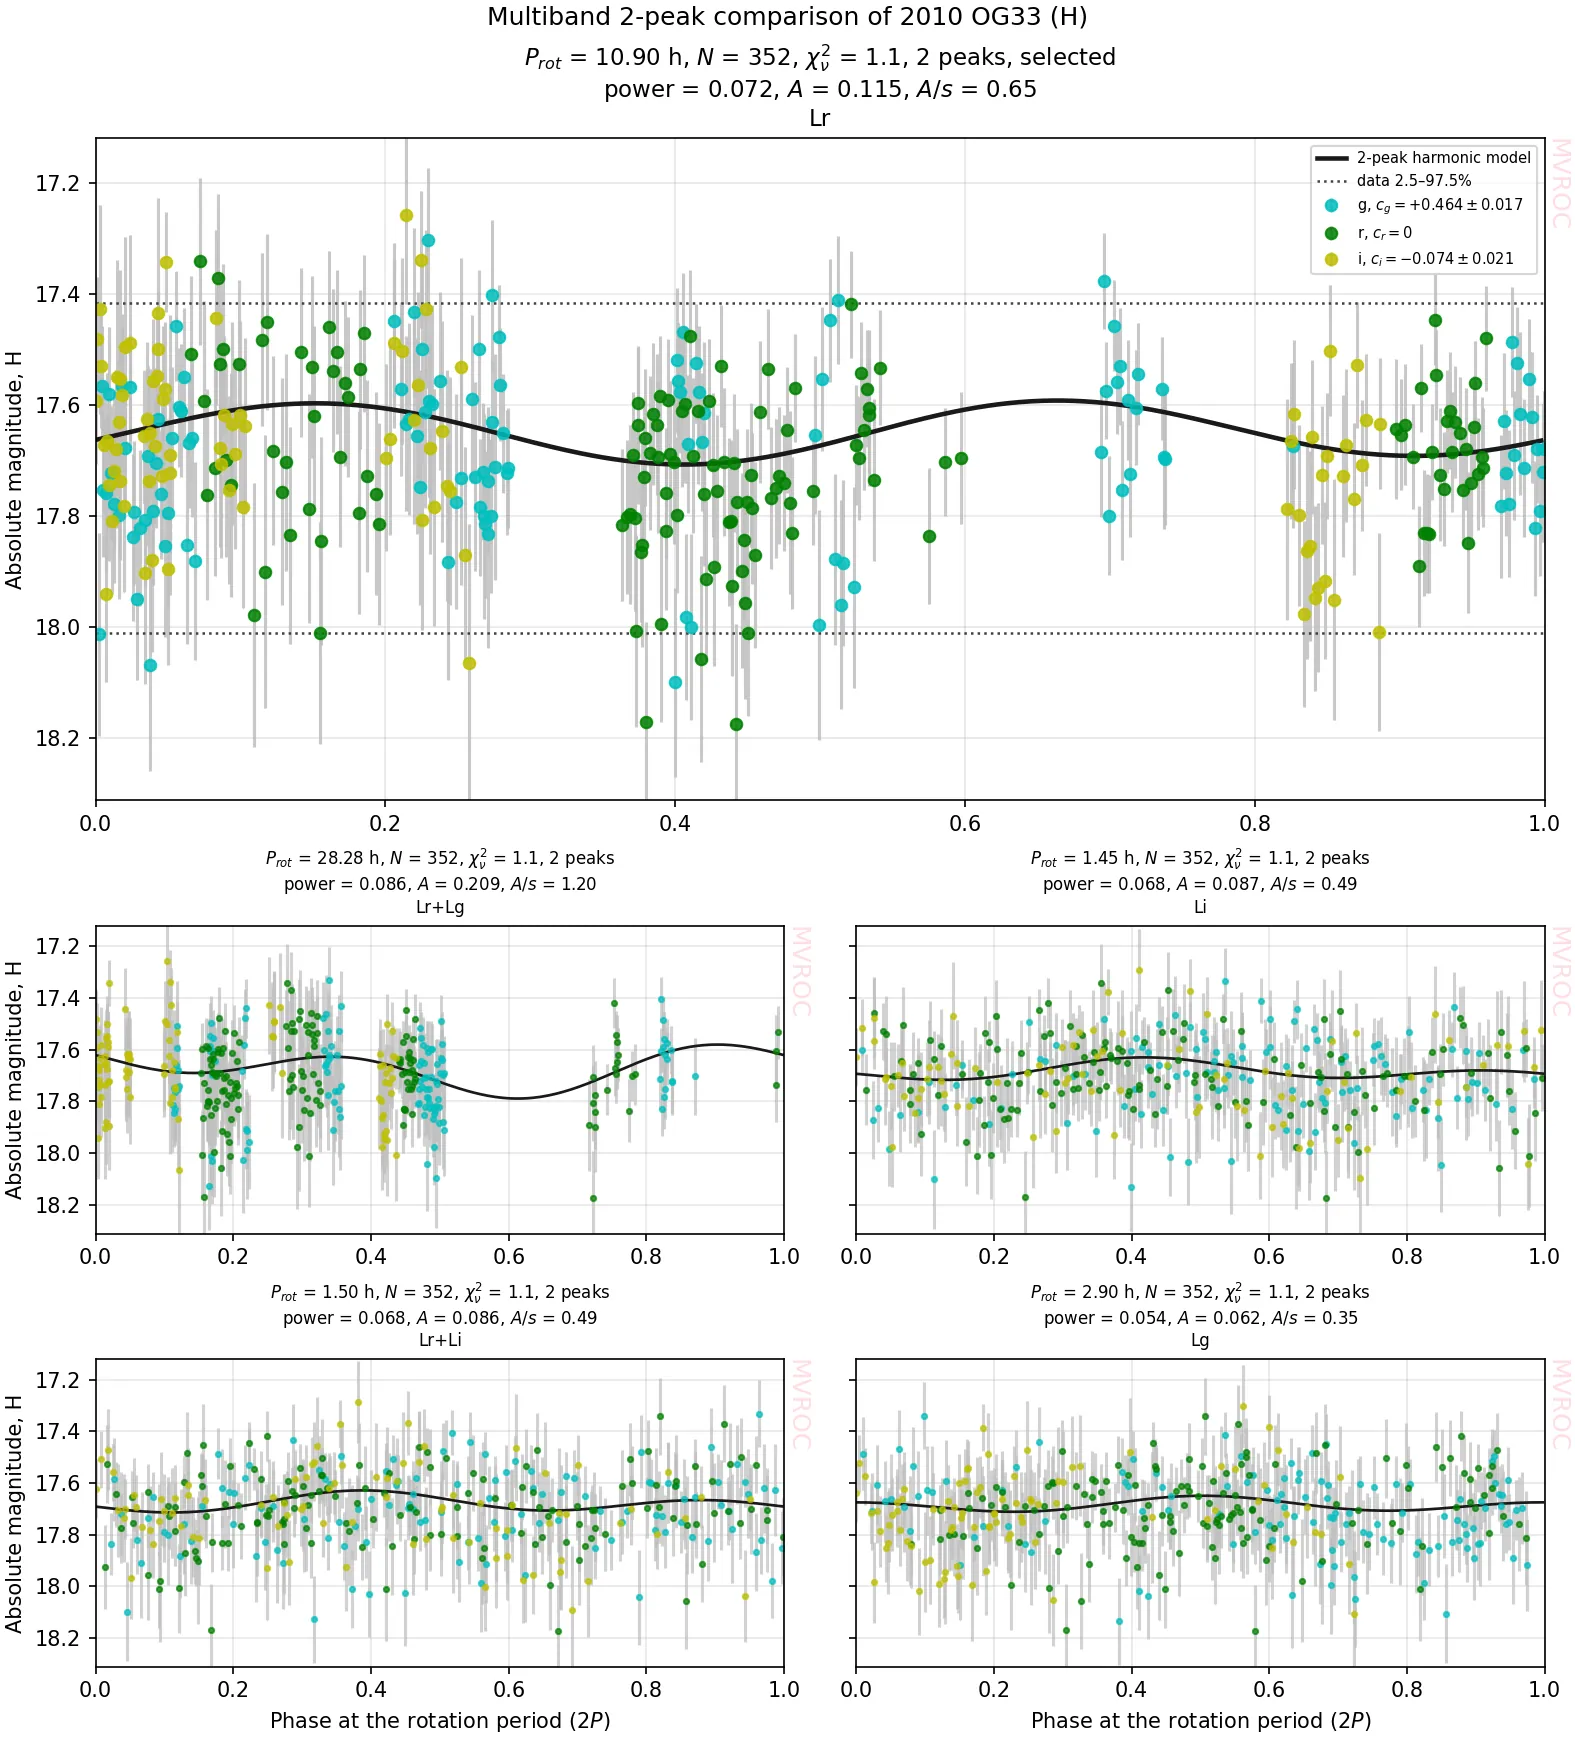 Multiband 2-peak comparison of 2010 OG33 (H)
P_rot = 10.90 h, N = 352, χ²_ν = 1.1, 2 peaks, selected
power = 0.072, A = 0.115, A/s = 0.65
Lr
MVROC
2-peak harmonic model
data 2.5–97.5%
g, c_g = +0.464 ± 0.017
r, c_r = 0
i, c_i = −0.074 ± 0.021
Absolute magnitude, H
17.2
17.4
17.6
17.8
18.0
18.2
0.0 0.2 0.4 0.6 0.8 1.0
P_rot = 28.28 h, N = 352, χ²_ν = 1.1, 2 peaks
power = 0.086, A = 0.209, A/s = 1.20
Lr+Lg
MVROC
Absolute magnitude, H
17.2
17.4
17.6
17.8
18.0
18.2
0.0 0.2 0.4 0.6 0.8 1.0
P_rot = 1.45 h, N = 352, χ²_ν = 1.1, 2 peaks
power = 0.068, A = 0.087, A/s = 0.49
Li
MVROC
0.0 0.2 0.4 0.6 0.8 1.0
P_rot = 1.50 h, N = 352, χ²_ν = 1.1, 2 peaks
power = 0.068, A = 0.086, A/s = 0.49
Lr+Li
MVROC
Absolute magnitude, H
17.2
17.4
17.6
17.8
18.0
18.2
0.0 0.2 0.4 0.6 0.8 1.0
Phase at the rotation period (2P)
P_rot = 2.90 h, N = 352, χ²_ν = 1.1, 2 peaks
power = 0.054, A = 0.062, A/s = 0.35
Lg
MVROC
0.0 0.2 0.4 0.6 0.8 1.0
Phase at the rotation period (2P)